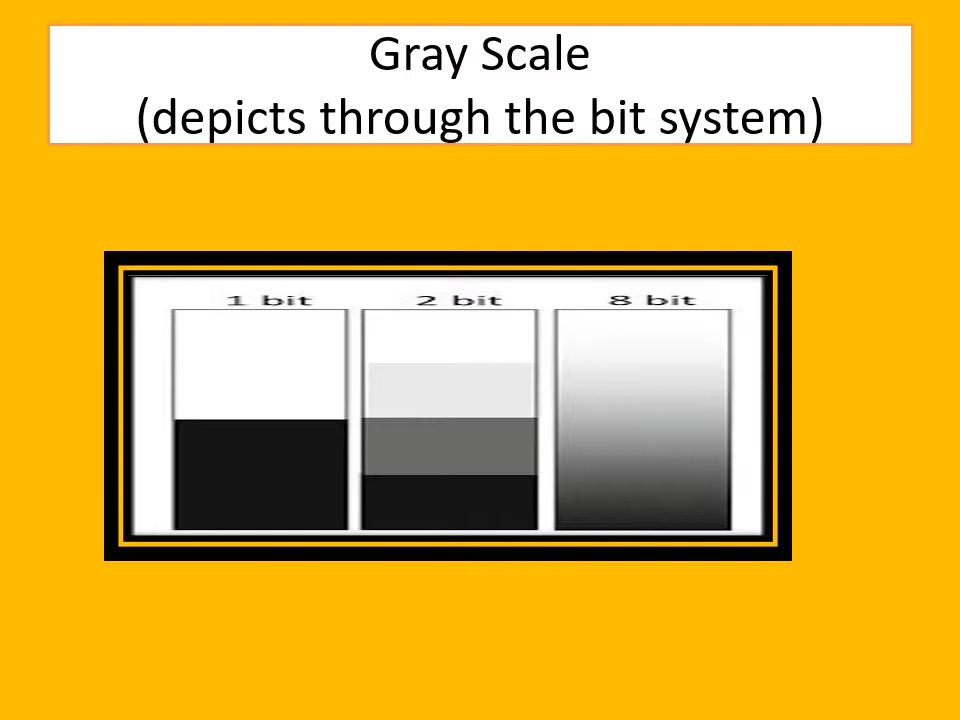 Gray Scale
(depicts through the bit system)
1 bit 2 bit 8 bit